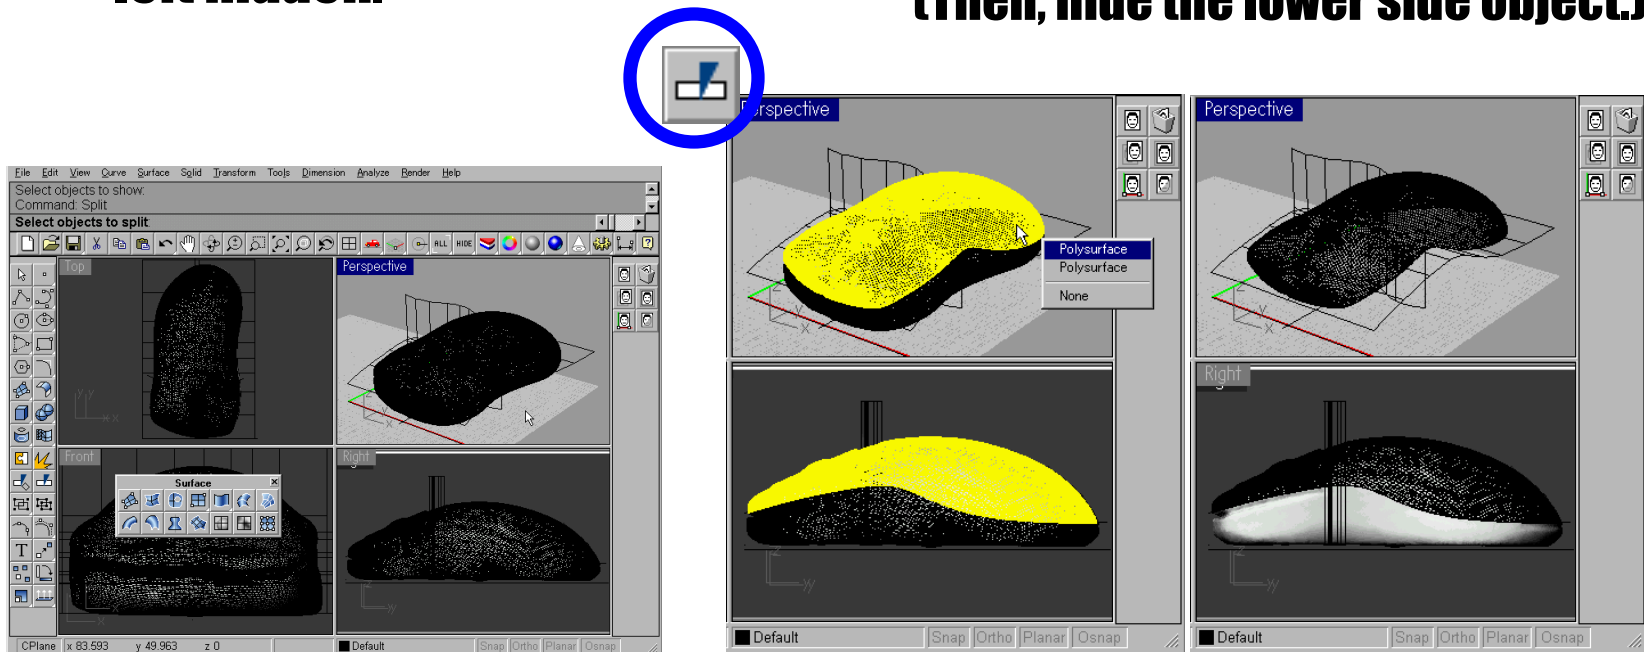 (Then, hide the lower side object.)
File Edit View Curve Surface Solid Transform Tools Dimension Analyze Render Help
Select objects to show:
Command: Split
Select objects to split
ALL HIDE
Top
Perspective
Front
Surface
Right
T
CPlane x 83.593 y 49.963 z 0 Default Snap Ortho Planar Osnap
Perspective
Polysurface
Polysurface
None
Default Snap Ortho Planar Osnap
Perspective
Right
Default Snap Ortho Planar Osnap